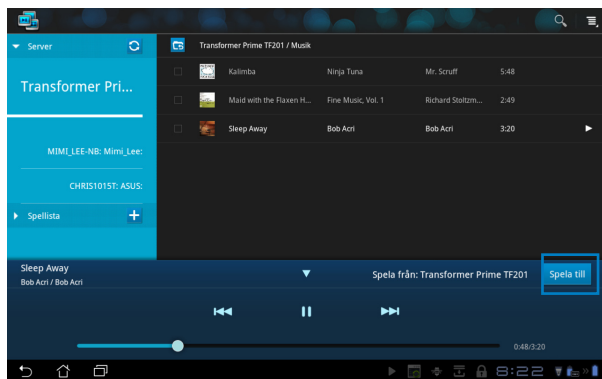 Server
Transformer Pri...
MIMI_LEE-NB: Mimi_Lee:
CHRIS1015T: ASUS:
Spellista
Transformer Prime TF201 / Musik
Kalimba Ninja Tuna Mr. Scruff 5:48
Maid with the Flaxen H... Fine Music, Vol. 1 Richard Stoltzm... 2:49
Sleep Away Bob Acri Bob Acri 3:20
Sleep Away
Bob Acri / Bob Acri
Spela från: Transformer Prime TF201 Spela till
0:48/3:20
8:22